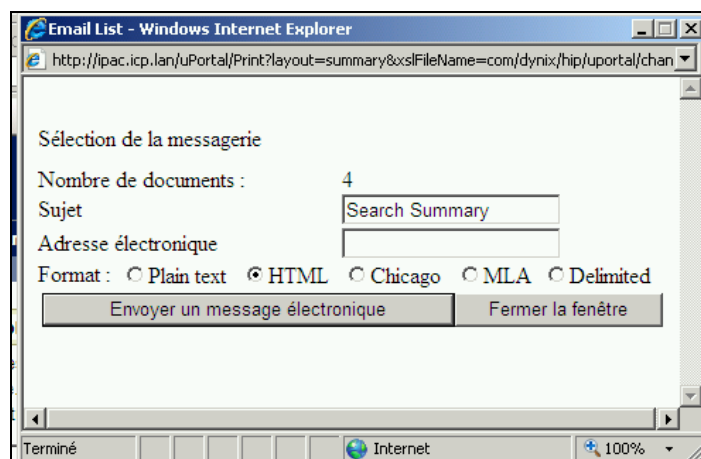 Email List - Windows Internet Explorer
http://ipac.icp.lan/uPortal/Print?layout=summary&xslFileName=com/dynix/hip/uportal/chan
Sélection de la messagerie
Nombre de documents : 4
Sujet Search Summary
Adresse électronique
Format : Plain text HTML Chicago MLA Delimited
Envoyer un message électronique Fermer la fenêtre
Terminé Internet 100%